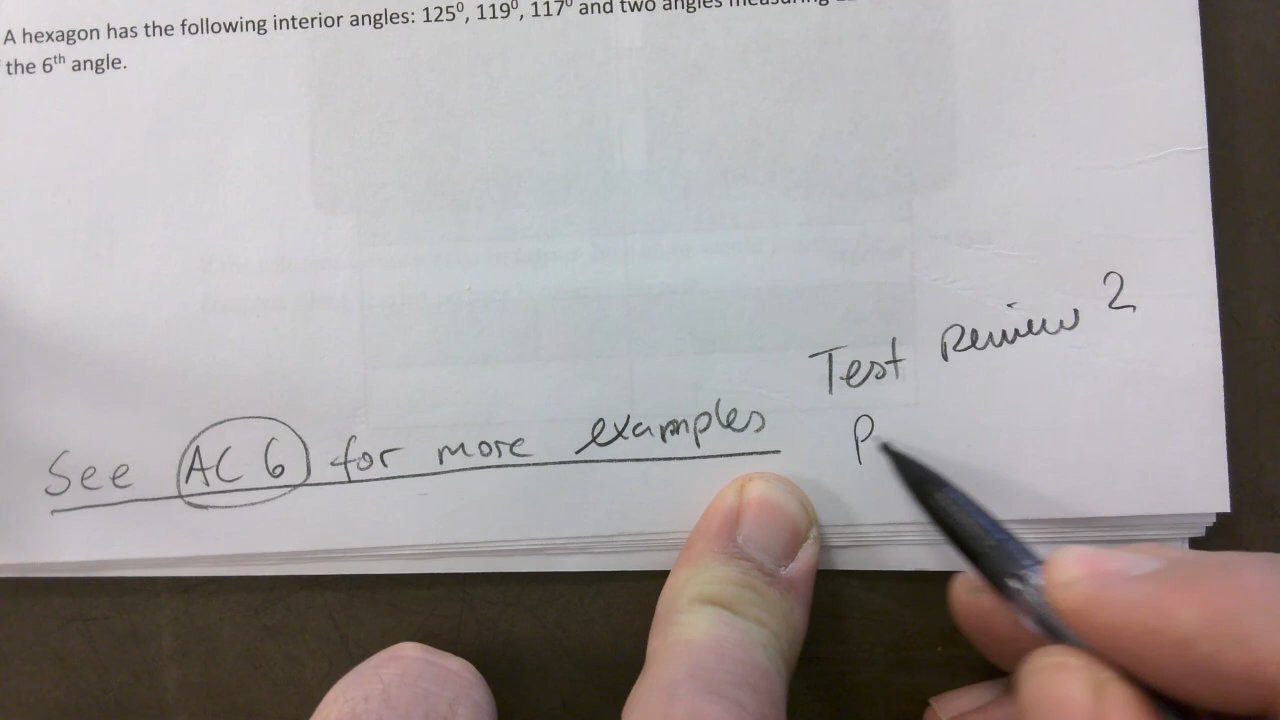 A hexagon has the following interior angles: 125⁰, 119⁰, 117⁰ and two angles measuring
the 6th angle.
Test Review 2
See AC 6 for more examples
P